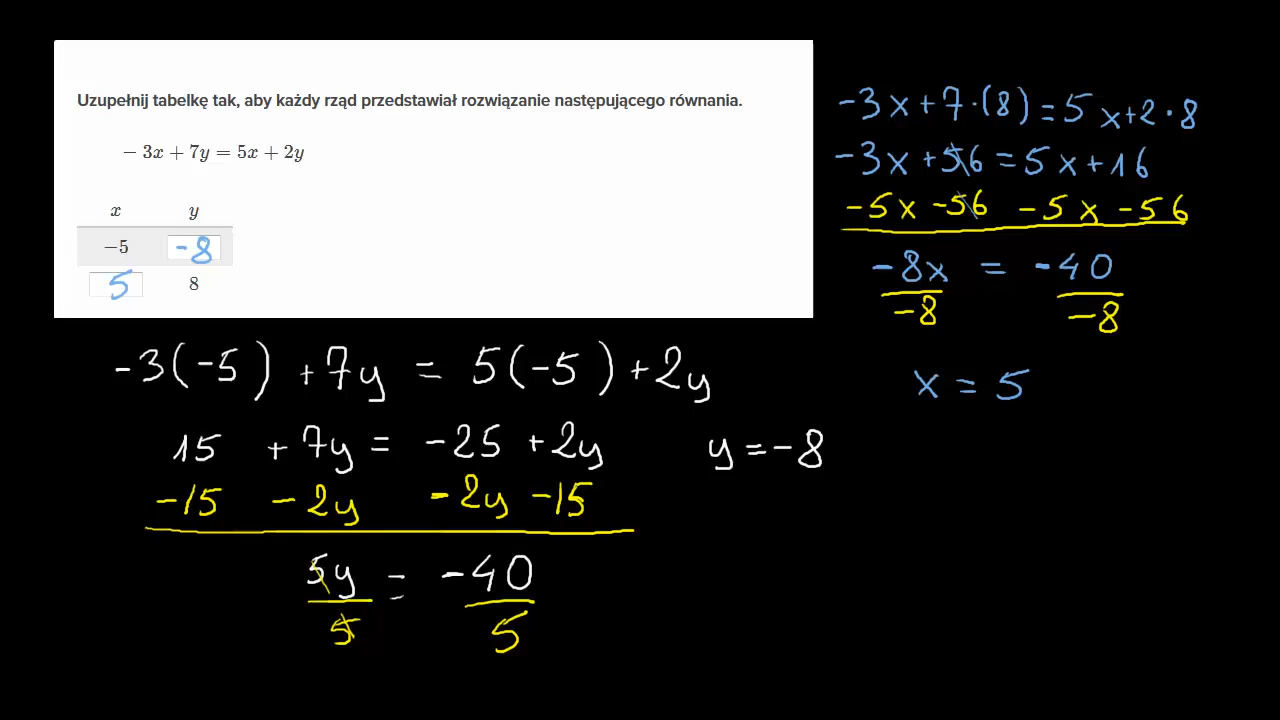 Uzupełnij tabelkę tak, aby każdy rząd przedstawiał rozwiązanie następującego równania.
− 3x + 7y = 5x + 2y
x y
−5 -8
5 8
-3(-5) +7y = 5(-5) +2y
15 +7y = -25 +2y
-15 -2y -2y -15
5y = -40
5 5
y = -8
-3x+7·(8)=5x+2·8
-3x+56=5x+16
-5x -56 -5x -56
-8x = -40
-8 -8
x = 5